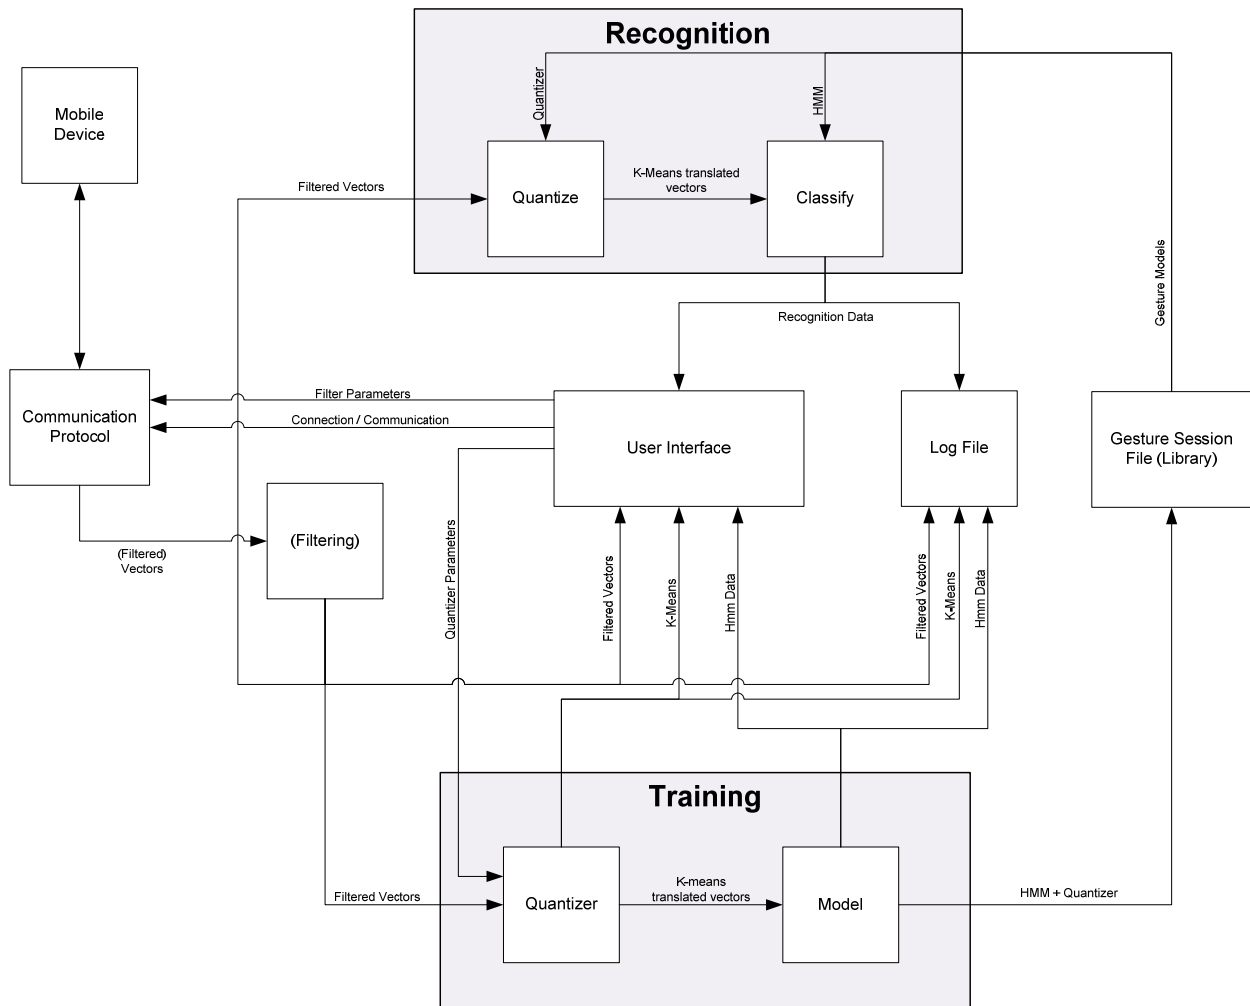 Recognition
Mobile
Device
Quantizer
HMM
Filtered Vectors
Quantize
K-Means translated
vectors
Classify
Gesture Models
Recognition Data
Communication
Protocol
Filter Parameters
Connection / Communication
User Interface
Log File
Gesture Session
File (Library)
(Filtered)
Vectors
(Filtering)
Quantizer Parameters
Filtered Vectors
K-Means
Hmm Data
Filtered Vectors
K-Means
Hmm Data
Training
Filtered Vectors
Quantizer
K-means
translated vectors
Model
HMM + Quantizer